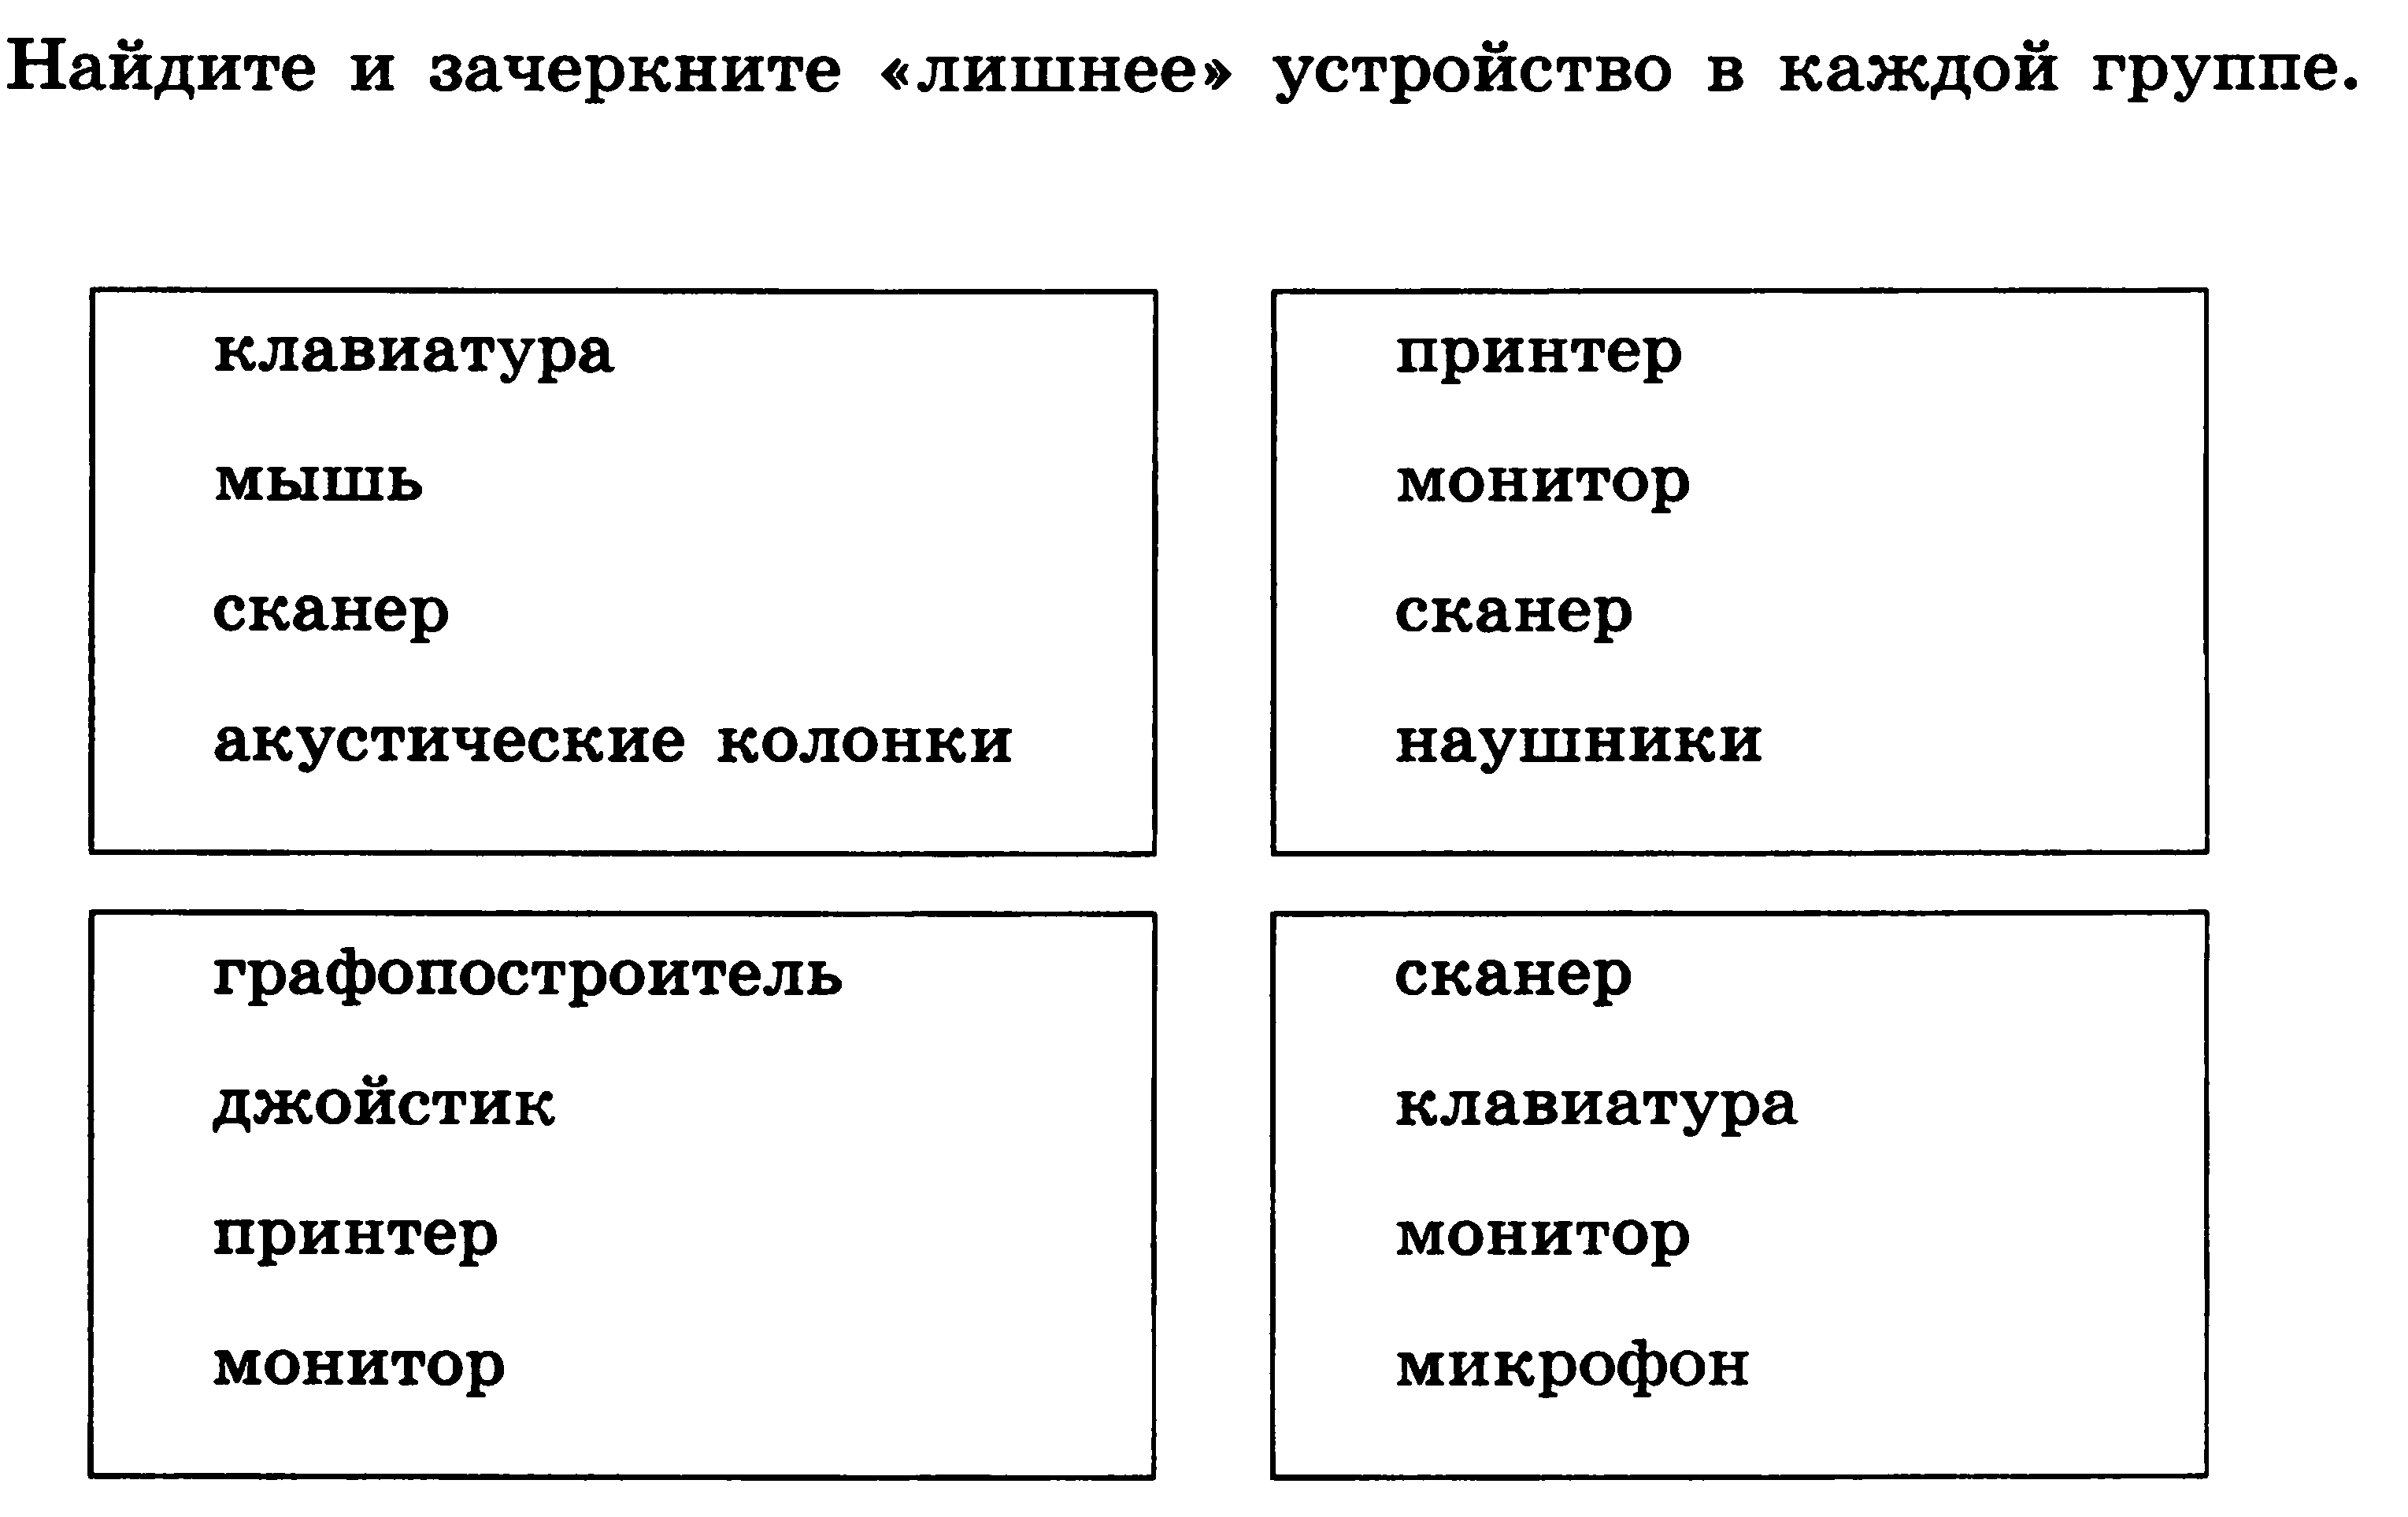 Найдите и зачеркните «лишнее» устройство в каждой группе.
клавиатура
мышь
сканер
акустические колонки
принтер
монитор
сканер
наушники
графопостроитель
джойстик
принтер
монитор
сканер
клавиатура
монитор
микрофон